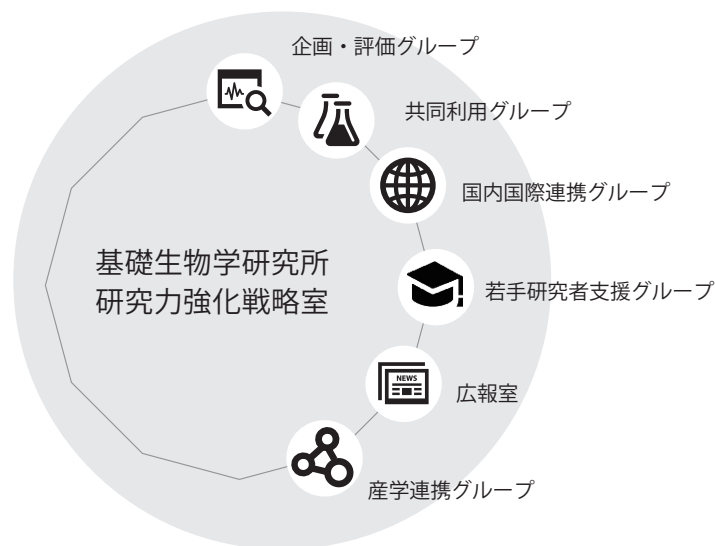 企画・評価グループ
共同利用グループ
国内国際連携グループ
基礎生物学研究所
研究力強化戦略室
若手研究者支援グループ
NEWS
広報室
産学連携グループ